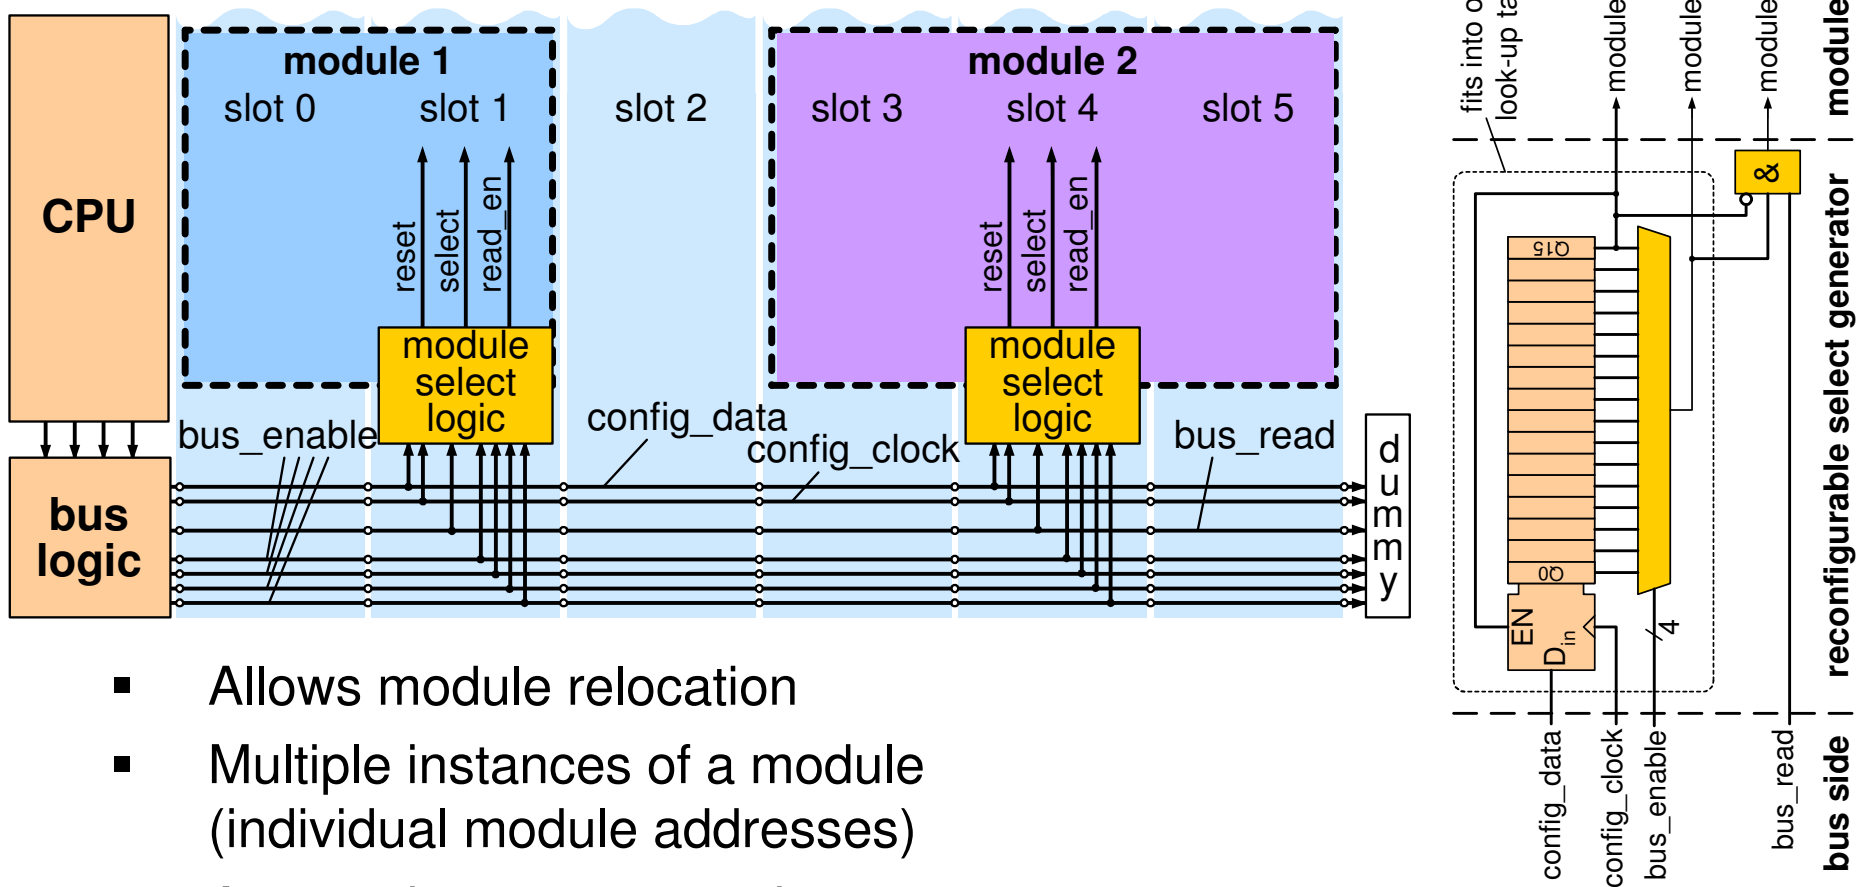 CPU
bus
logic
module 1
slot 0
slot 1
slot 2
module 2
slot 3
slot 4
slot 5
reset
select
read_en
module
select
logic
reset
select
read_en
module
select
logic
bus_enable
config_data
config_clock
bus_read
dummy
Allows module relocation
Multiple instances of a module
(individual module addresses)
fits into
look-up
module
module
module
module
&
Q15
Q0
EN
Din
4
reconfigurable select generator
config_data
config_clock
bus_enable
bus_read
bus side